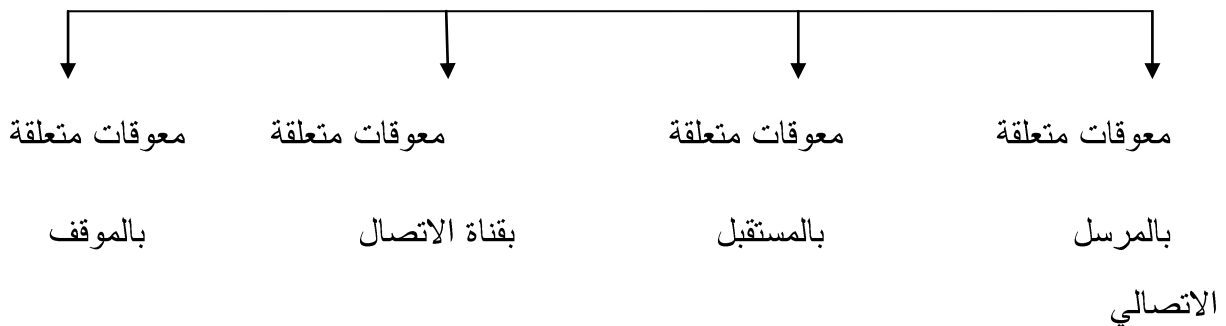 معوقات متعلقة معوقات متعلقة معوقات متعلقة معوقات متعلقة
بالمرسل بالمستقبل بقناة الاتصال بالموقف
الاتصالي